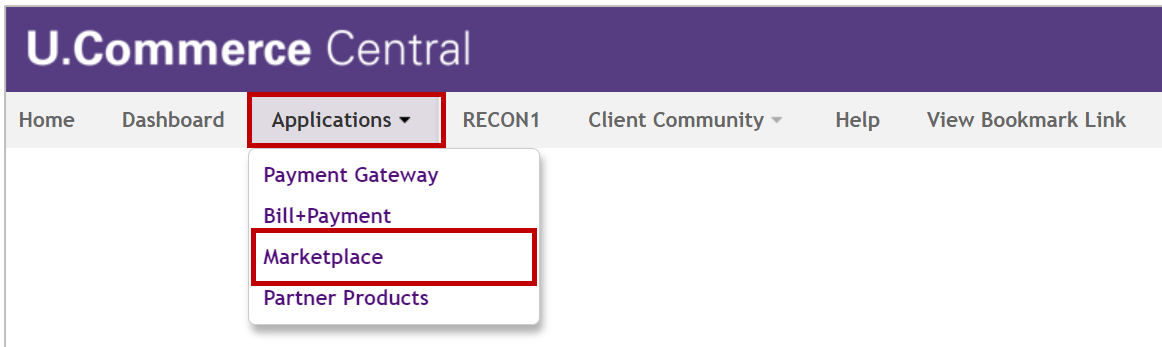 U.Commerce Central
Home Dashboard Applications RECON1 Client Community Help View Bookmark Link
Payment Gateway
Bill+Payment
Marketplace
Partner Products